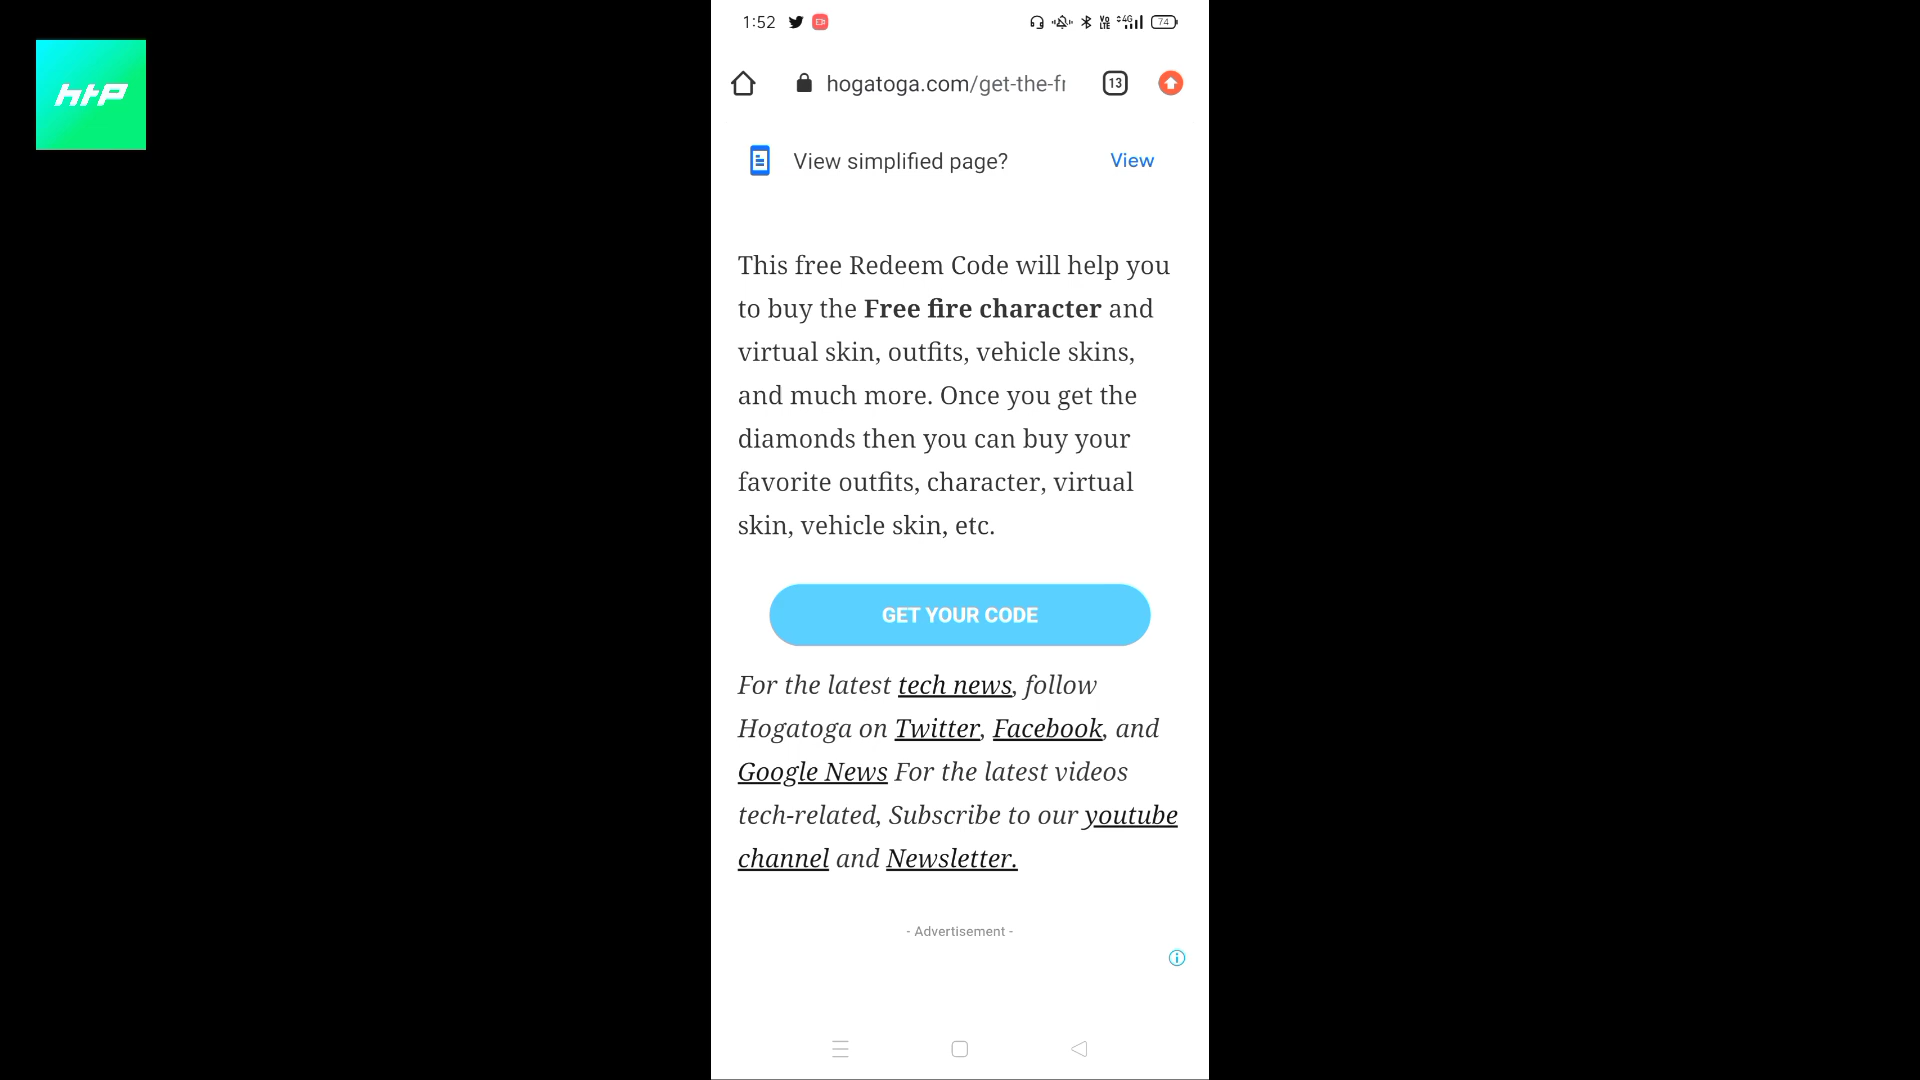 htP
1:52
VO LTE 4G 74
hogatoga.com/get-the-fr
13
View simplified page?
View
This free Redeem Code will help you
to buy the Free fire character and
virtual skin, outfits, vehicle skins,
and much more. Once you get the
diamonds then you can buy your
favorite outfits, character, virtual
skin, vehicle skin, etc.
GET YOUR CODE
For the latest tech news, follow
Hogatoga on Twitter, Facebook, and
Google News For the latest videos
tech-related, Subscribe to our youtube
channel and Newsletter.
- Advertisement -